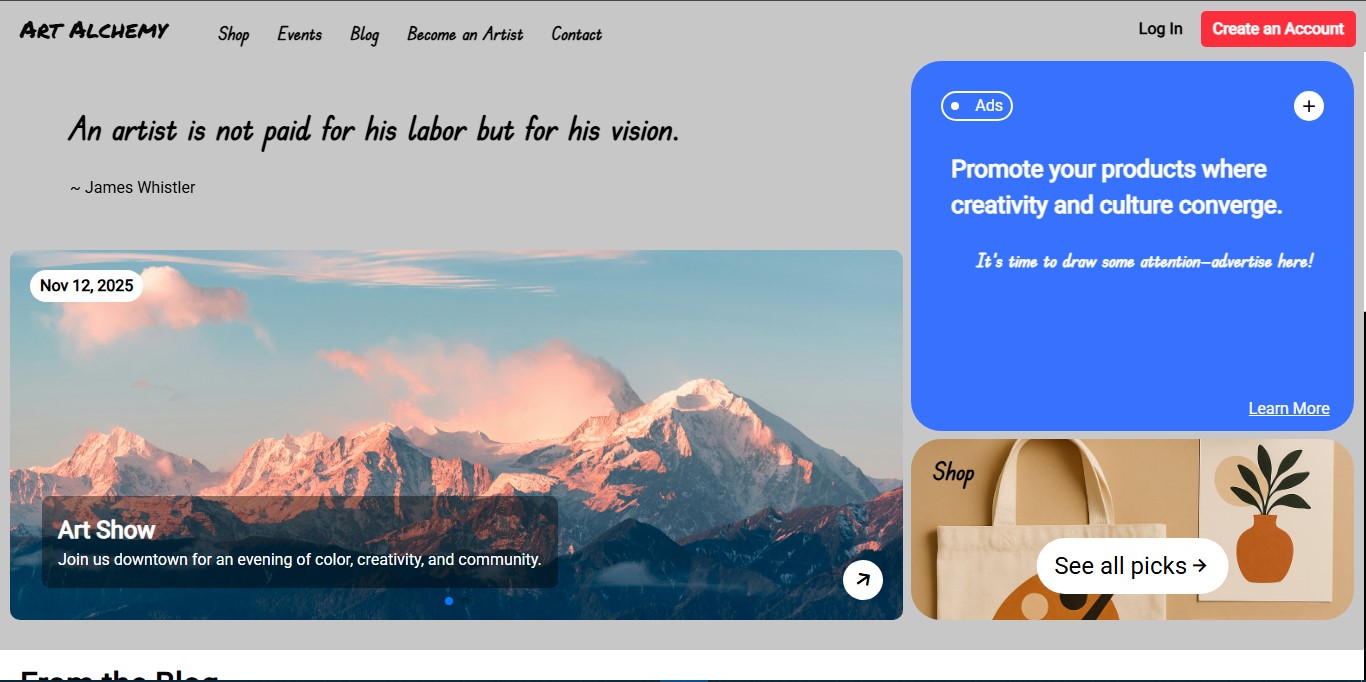 Art Alchemy
Shop Events Blog Become an Artist Contact
Log In Create an Account
An artist is not paid for his labor but for his vision.
~ James Whistler
Ads +
Promote your products where
creativity and culture converge.
It's time to draw some attention—advertise here!
Learn More
Nov 12, 2025
Art Show
Join us downtown for an evening of color, creativity, and community.
Shop
See all picks →
From the Blog